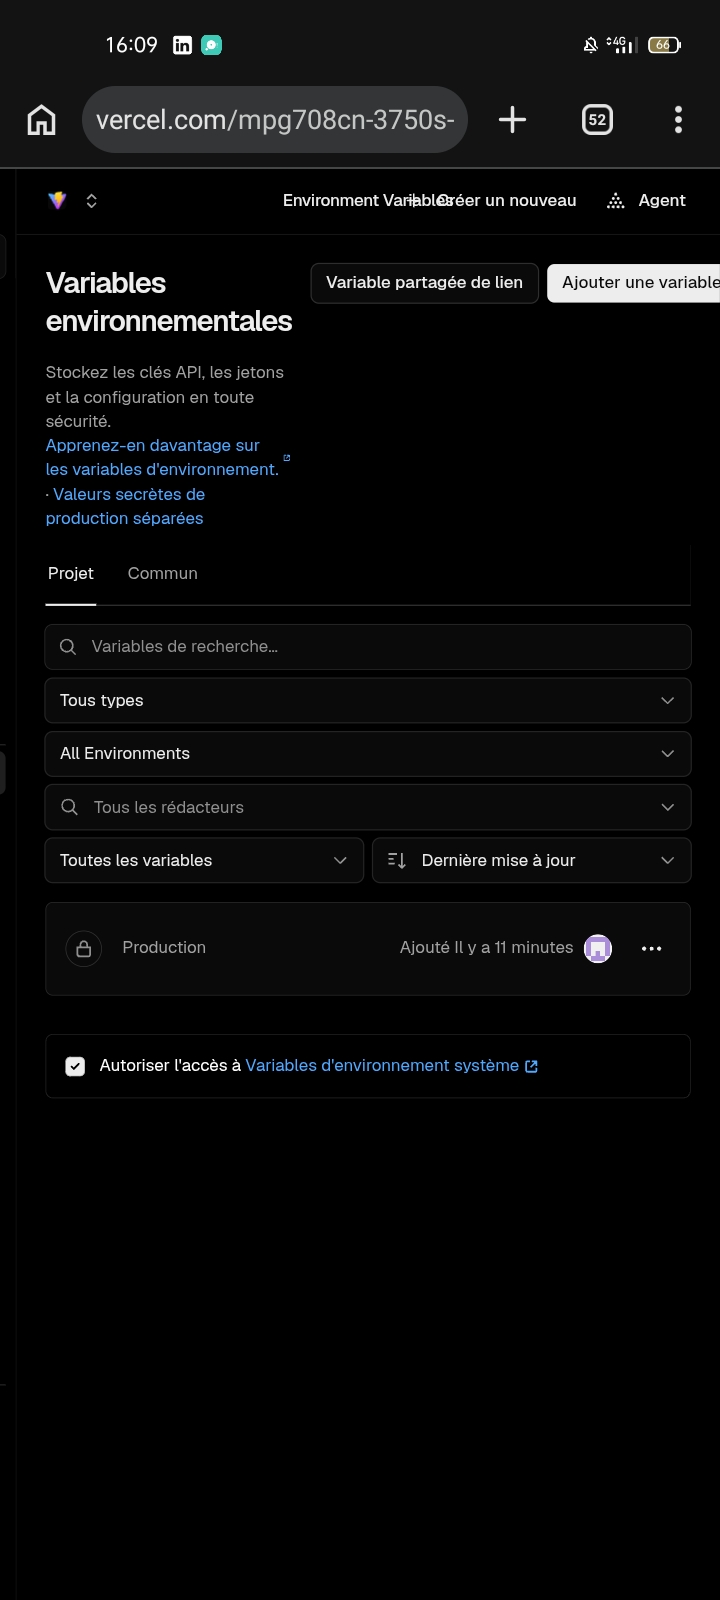 16:09
4G
66
vercel.com/mpg708cn-3750s-
52
Environment Variables
Créer un nouveau
Agent
Variables
environnementales
Variable partagée de lien
Ajouter une variable
Stockez les clés API, les jetons
et la configuration en toute
sécurité.
Apprenez-en davantage sur
les variables d'environnement.
· Valeurs secrètes de
production séparées
Projet
Commun
Variables de recherche...
Tous types
All Environments
Tous les rédacteurs
Toutes les variables
Dernière mise à jour
Production
Ajouté Il y a 11 minutes
Autoriser l'accès à Variables d'environnement système